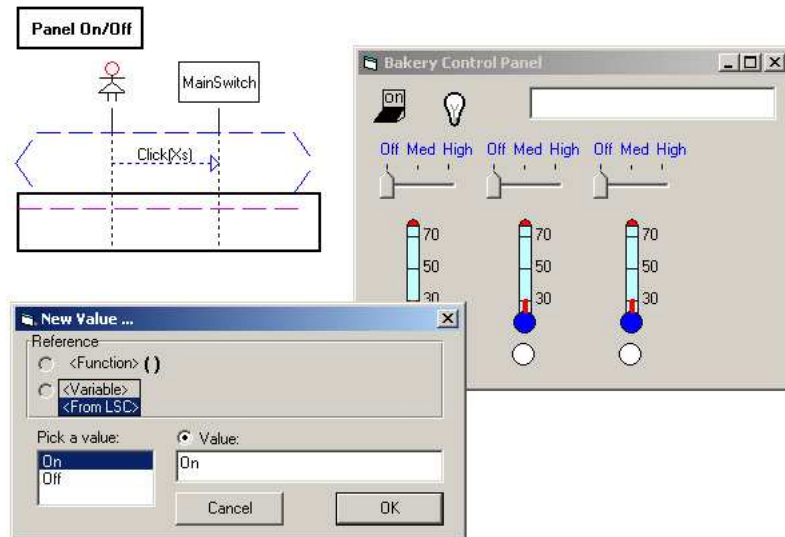 Panel On/Off
MainSwitch
Click(Xs)
Bakery Control Panel
On
Off Med High Off Med High Off Med High
70 70 70
50 50 50
30 30 30
New Value ...
Reference
<Function> ( )
<Variable>
<From LSC>
Pick a value:
On
Off
Value:
On
Cancel OK